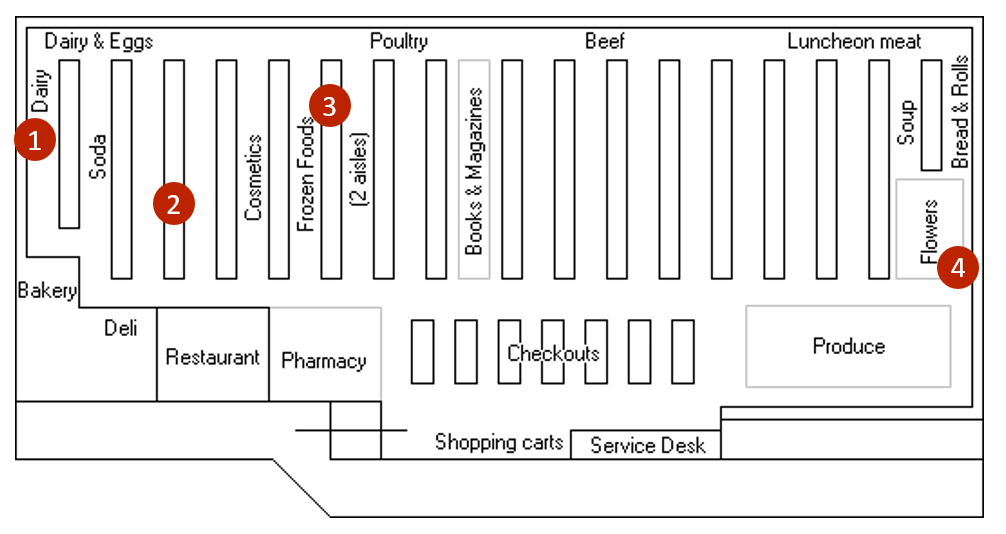 Dairy & Eggs
Poultry
Beef
Luncheon meat
Dairy
1
Soda
2
Cosmetics
Frozen Foods
3
(2 aisles)
Books & Magazines
Soup
Bread & Rolls
Flowers
4
Bakery
Deli
Restaurant
Pharmacy
Checkouts
Produce
Shopping carts
Service Desk